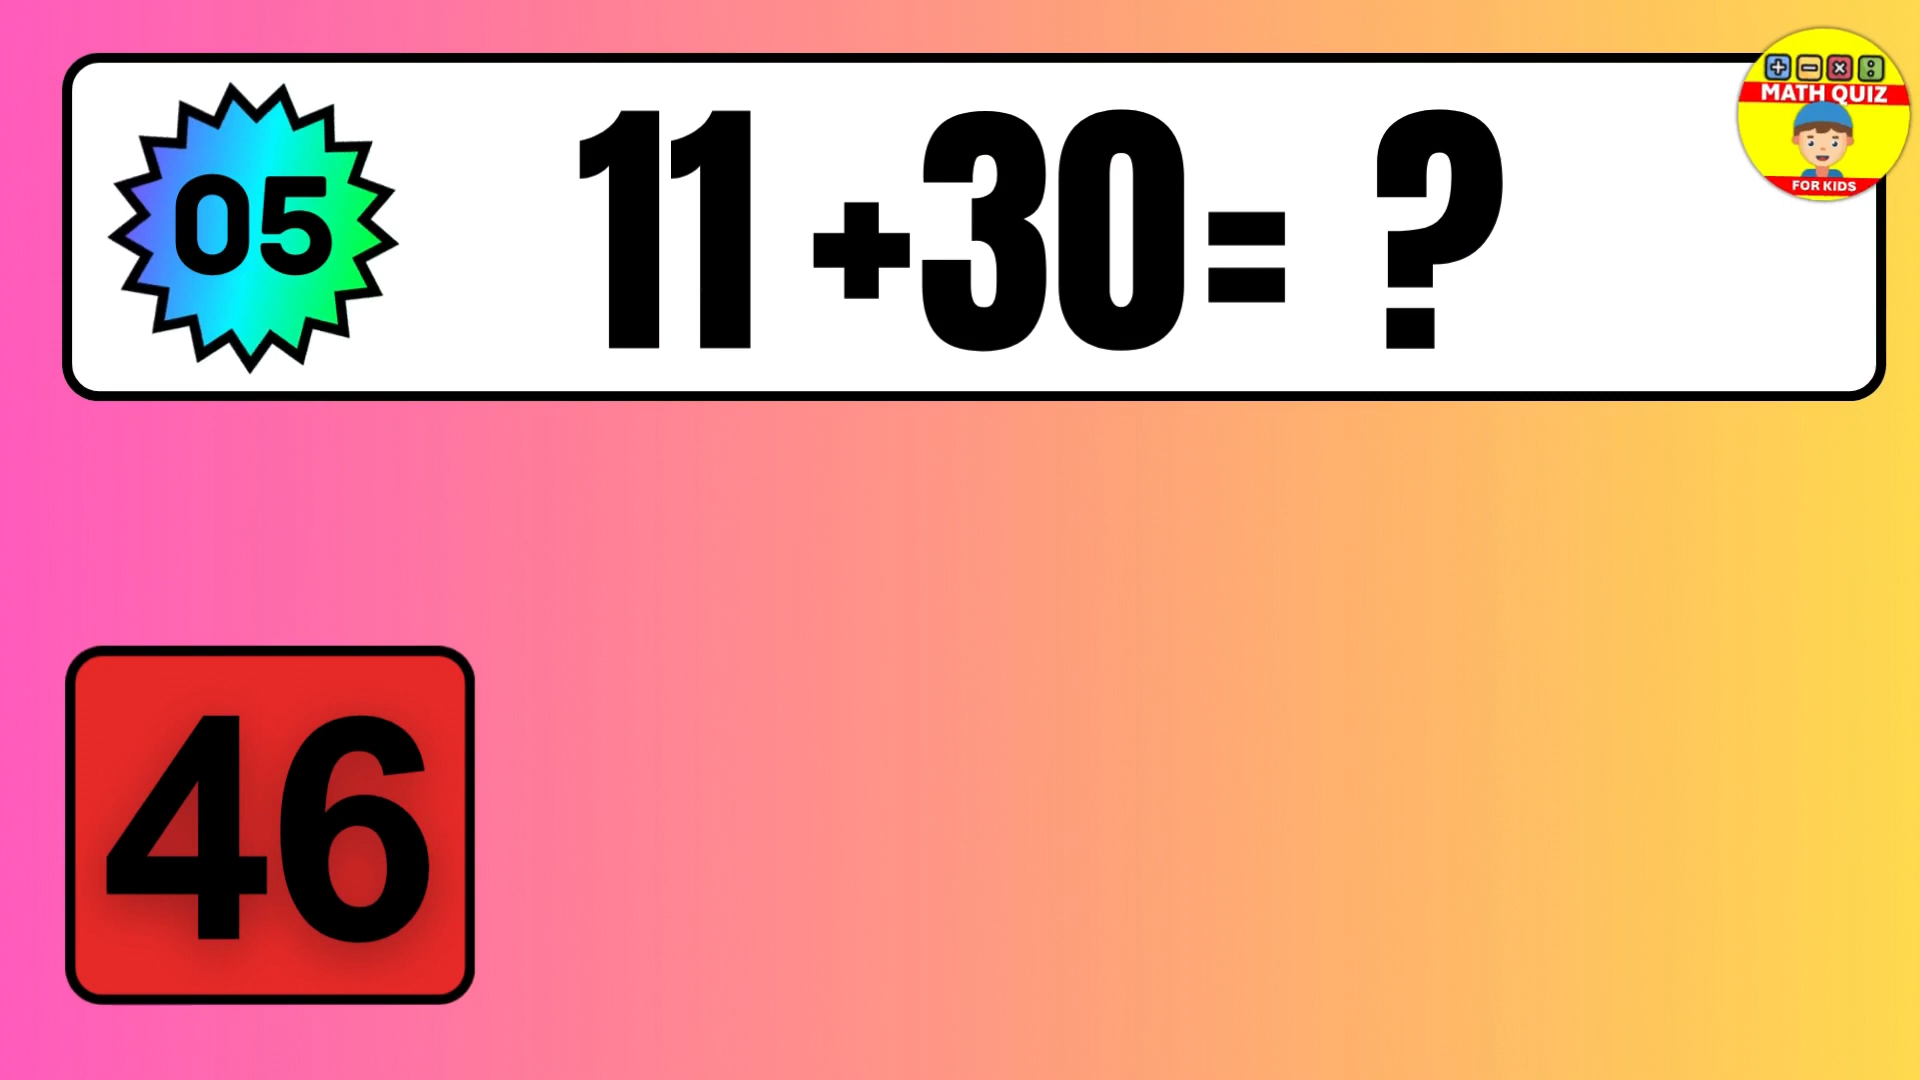 05
11 +30= ?
+ - × :
MATH QUIZ
FOR KIDS
46